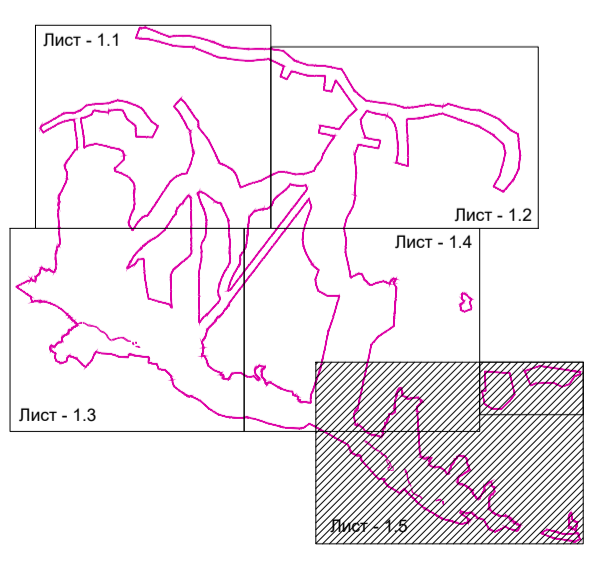 Лист - 1.1
Лист - 1.2
Лист - 1.4
Лист - 1.3
Лист - 1.5